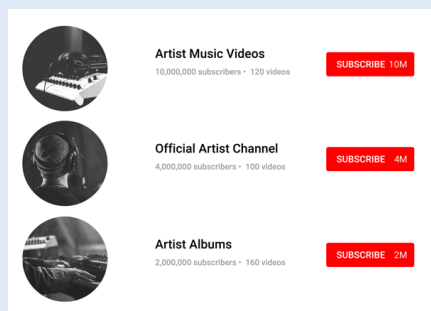 Artist Music Videos
10,000,000 subscribers • 120 videos
SUBSCRIBE 10M
Official Artist Channel
4,000,000 subscribers • 100 videos
SUBSCRIBE 4M
Artist Albums
2,000,000 subscribers • 160 videos
SUBSCRIBE 2M